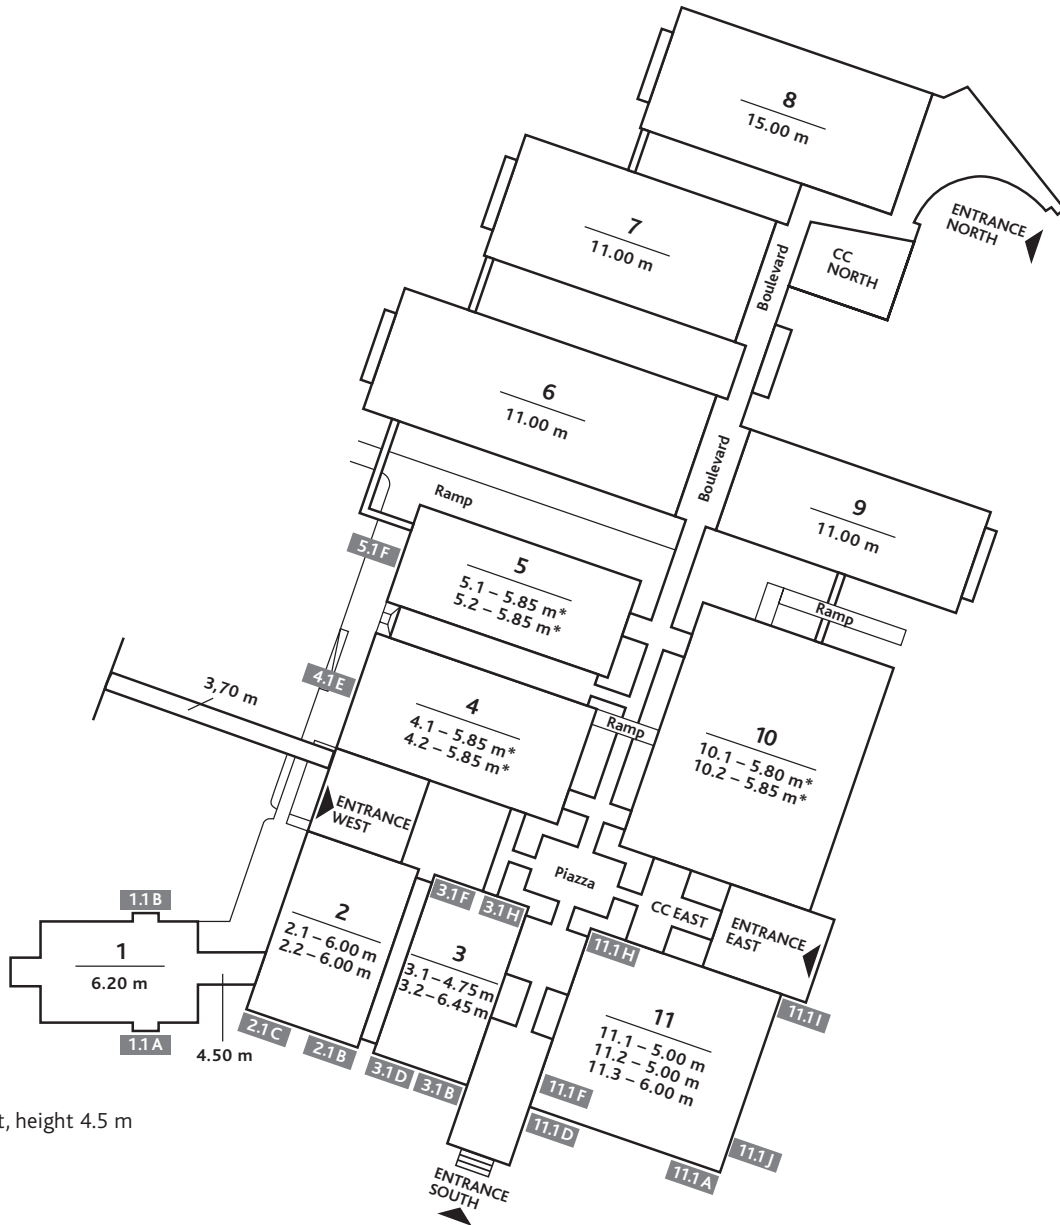 8
15.00 m
ENTRANCE
NORTH
7
11.00 m
Boulevard
CC
NORTH
6
11.00 m
Boulevard
Ramp
9
11.00 m
5.1 F
5
5.1 – 5.85 m*
5.2 – 5.85 m*
Ramp
4.1 E
3,70 m
4
4.1 – 5.85 m*
4.2 – 5.85 m*
Ramp
10
10.1 – 5.80 m*
10.2 – 5.85 m*
ENTRANCE
WEST
Piazza
3.1 F
3.1 H
CC EAST
ENTRANCE
EAST
1.1 B
1
6.20 m
1.1 A
4.50 m
2
2.1 – 6.00 m
2.2 – 6.00 m
2.1 C
2.1 B
3
3.1 – 4.75 m
3.2 – 6.45 m
3.1 D
3.1 B
11.1 H
11.1 I
11
11.1 – 5.00 m
11.2 – 5.00 m
11.3 – 6.00 m
11.1 F
11.1 D
11.1 J
11.1 A
, height 4.5 m
ENTRANCE
SOUTH